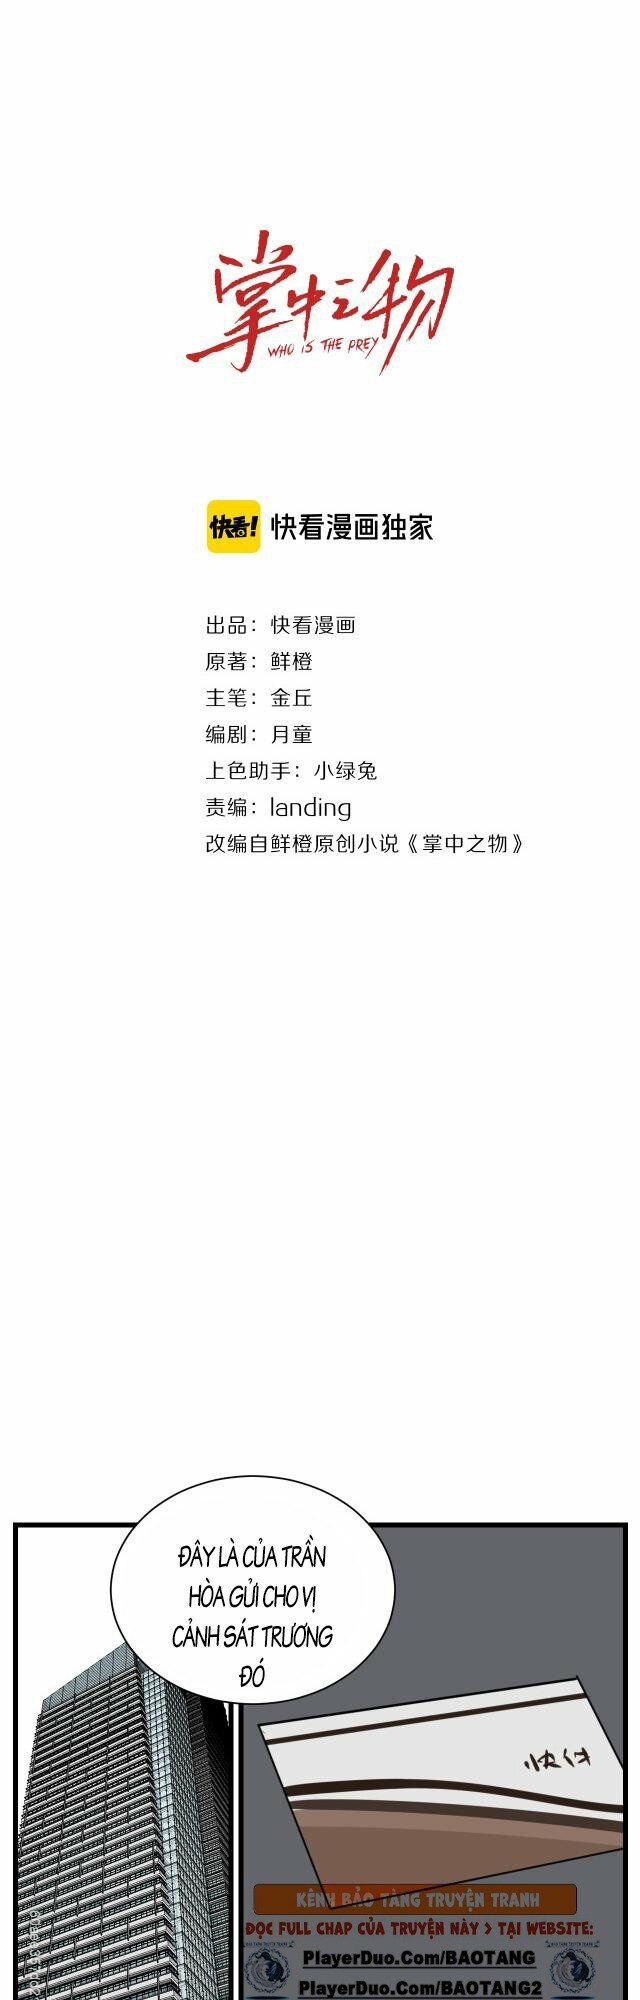 掌中之物
WHO IS THE PREY
快看!
快看漫画独家
出品：快看漫画
原著：鲜橙
主笔：金丘
编剧：月童
上色助手：小绿兔
责编：landing
改编自鲜橙原创小说《掌中之物》
ĐÂY LÀ CỦA TRẦN
HÒA GỬI CHO VỊ
CẢNH SÁT TRƯƠNG
ĐÓ
快件
KÊNH BẢO TÀNG TRUYỆN TRANH
ĐỌC FULL CHAP CỦA TRUYỆN NÀY > TẠI WEBSITE:
PlayerDuo.Com/BAOTANG
PlayerDuo.Com/BAOTANG2